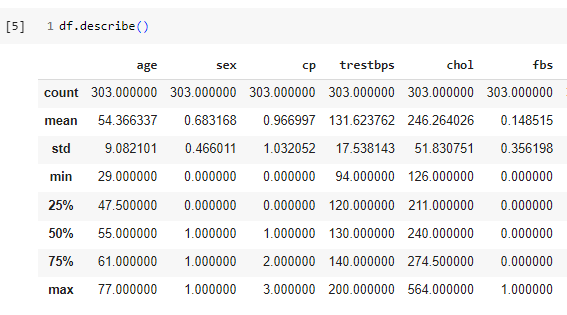 [5] 1 df.describe()
age sex cp trestbps chol fbs
count 303.000000 303.000000 303.000000 303.000000 303.000000 303.000000
mean 54.366337 0.683168 0.966997 131.623762 246.264026 0.148515
std 9.082101 0.466011 1.032052 17.538143 51.830751 0.356198
min 29.000000 0.000000 0.000000 94.000000 126.000000 0.000000
25% 47.500000 0.000000 0.000000 120.000000 211.000000 0.000000
50% 55.000000 1.000000 1.000000 130.000000 240.000000 0.000000
75% 61.000000 1.000000 2.000000 140.000000 274.500000 0.000000
max 77.000000 1.000000 3.000000 200.000000 564.000000 1.000000